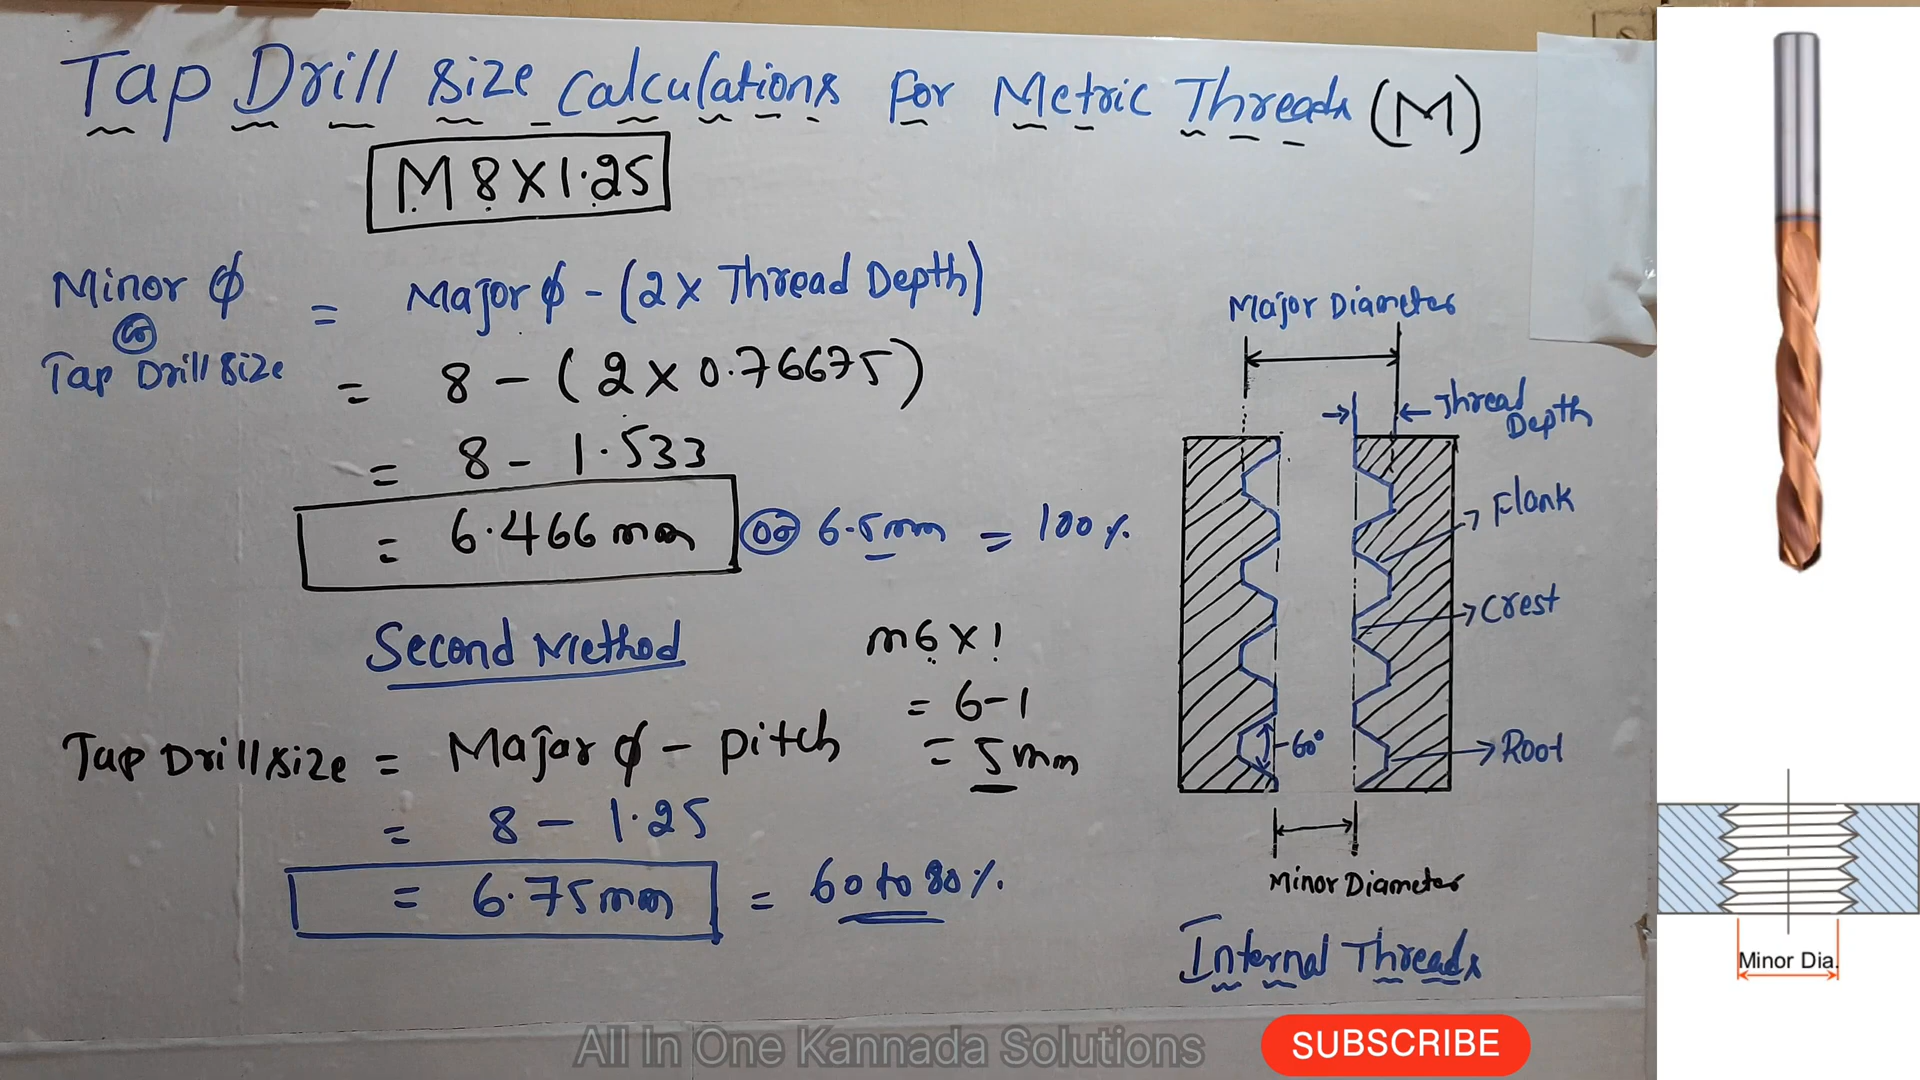 Tap Drill size calculations for Metric Threads (M)
M8X1.25
Minor ϕ
or
Tap Drill size
= Major ϕ - (2 x Thread Depth)
= 8 - (2 x 0.76675)
= 8 - 1.533
= 6.466 mm or 6.5mm = 100%
Second Method
Tap Drill size = Major ϕ - pitch
= 8 - 1.25
= 6.75mm = 60 to 80%
m6 x 1
= 6-1
= 5mm
Major Diameter
Thread
Depth
Flank
Crest
60°
Root
Minor Diameter
Internal Threads
Minor Dia.
All In One Kannada Solutions
SUBSCRIBE